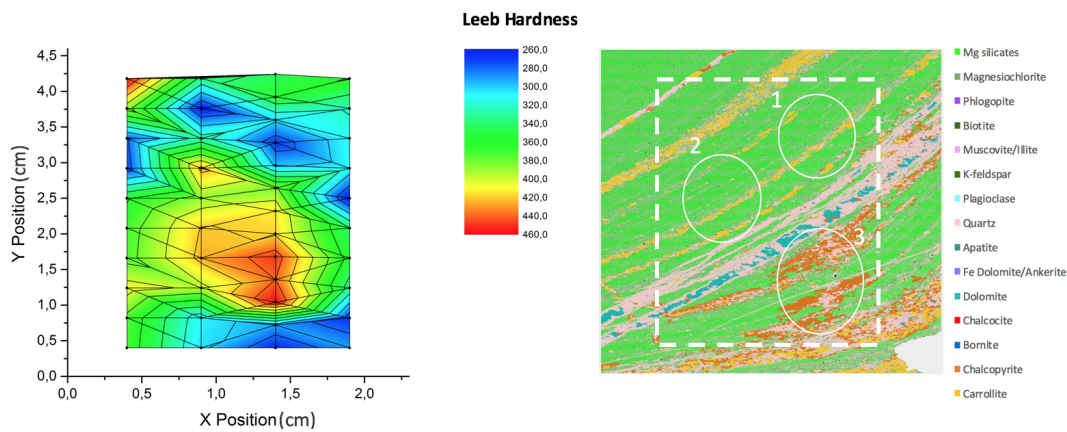 Leeb Hardness
4,5
4,0
3,5
3,0
2,5
2,0
1,5
1,0
0,5
0,0
Y Position (cm)
0,0
0,5
1,0
1,5
2,0
X Position (cm)
260,0
280,0
300,0
320,0
340,0
360,0
380,0
400,0
420,0
440,0
460,0
1
2
3
Mg silicates
Magnesiochlorite
Phlogopite
Biotite
Muscovite/Illite
K-feldspar
Plagioclase
Quartz
Apatite
Fe Dolomite/Ankerite
Dolomite
Chalcocite
Bornite
Chalcopyrite
Carrollite